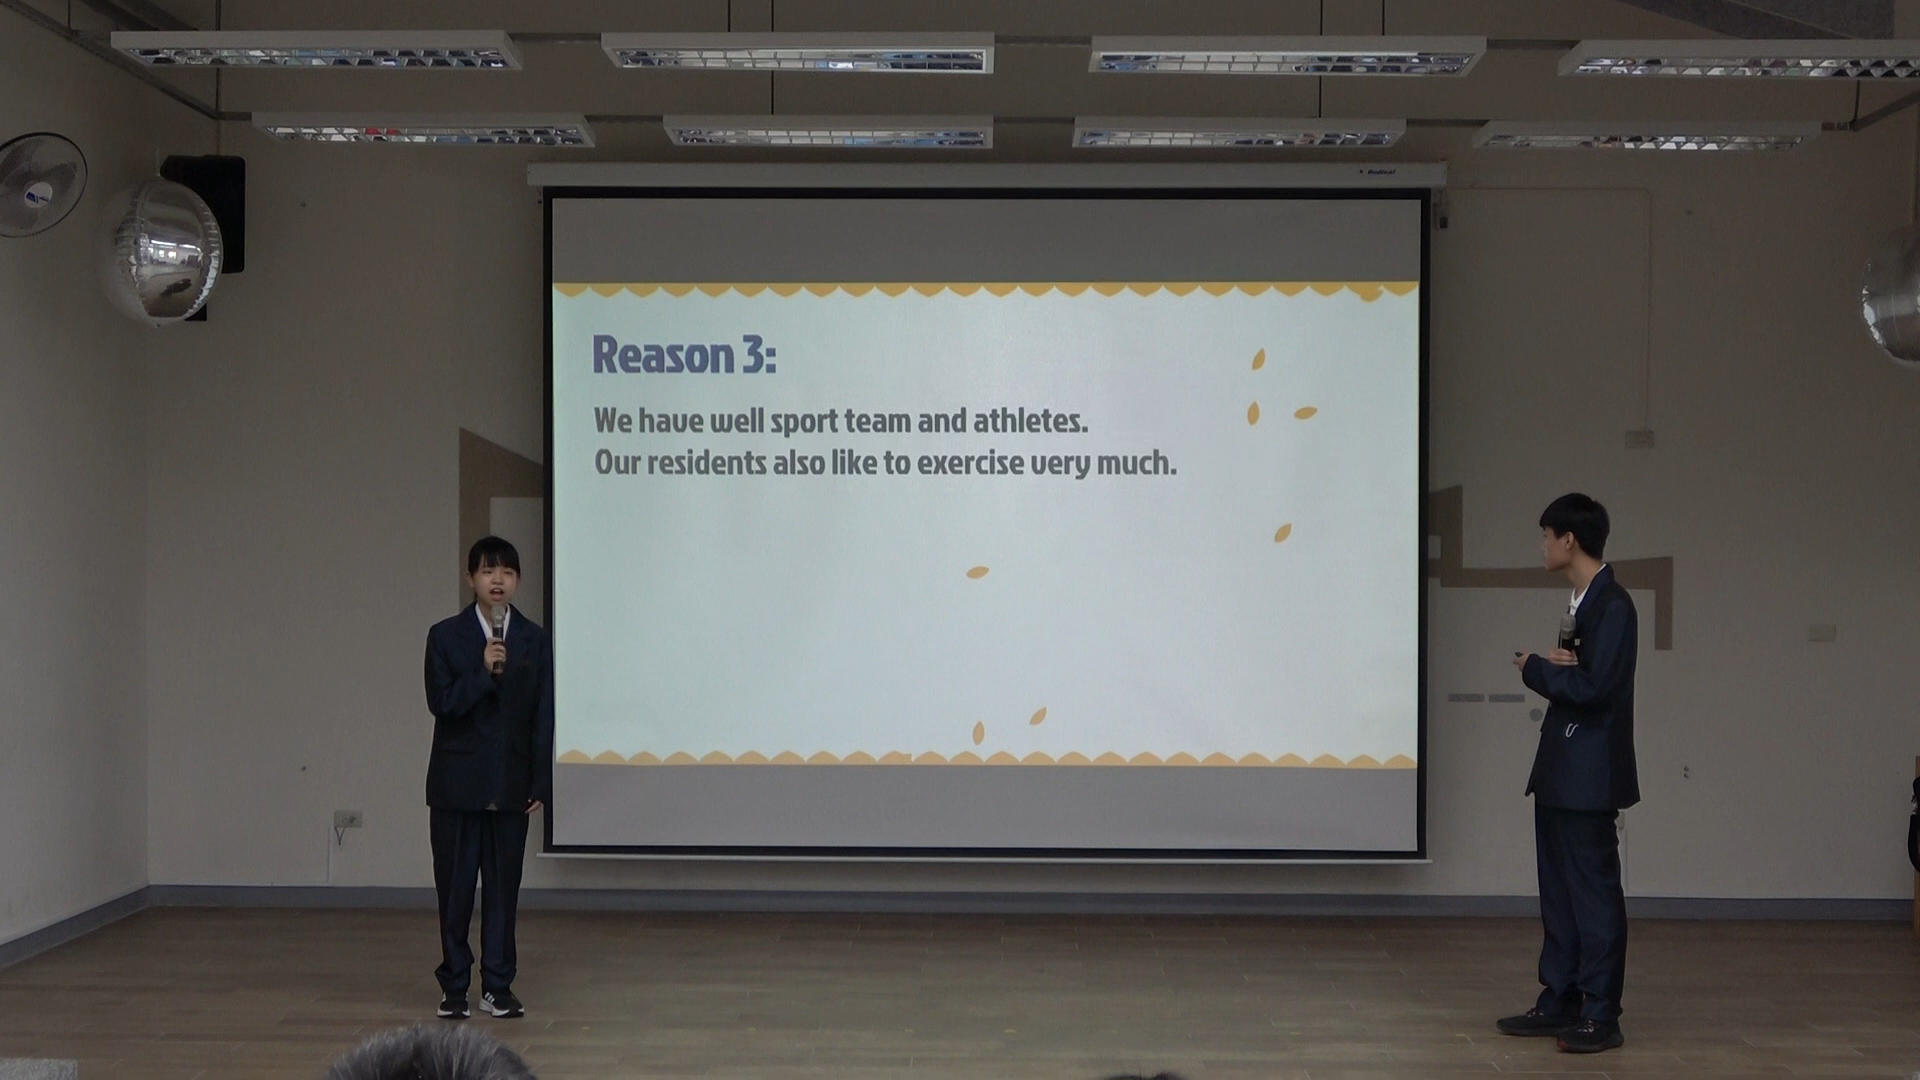 Reason 3:
We have well sport team and athletes.
Our residents also like to exercise very much.